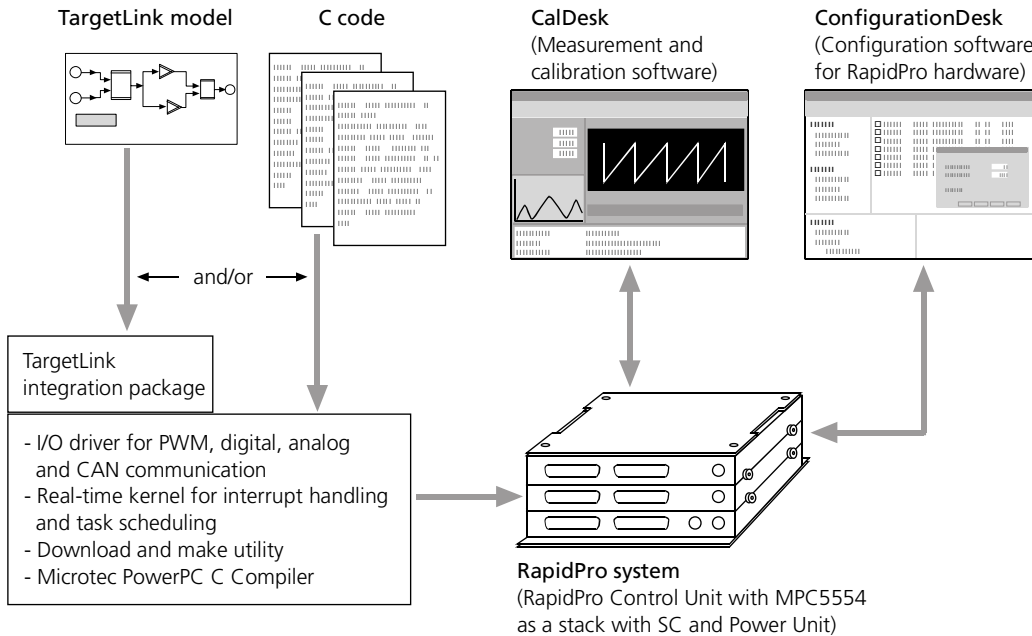 TargetLink model
C code
CalDesk
(Measurement and
calibration software)
ConfigurationDesk
(Configuration software
for RapidPro hardware)
and/or
TargetLink
integration package
- I/O driver for PWM, digital, analog
and CAN communication
- Real-time kernel for interrupt handling
and task scheduling
- Download and make utility
- Microtec PowerPC C Compiler
RapidPro system
(RapidPro Control Unit with MPC5554
as a stack with SC and Power Unit)